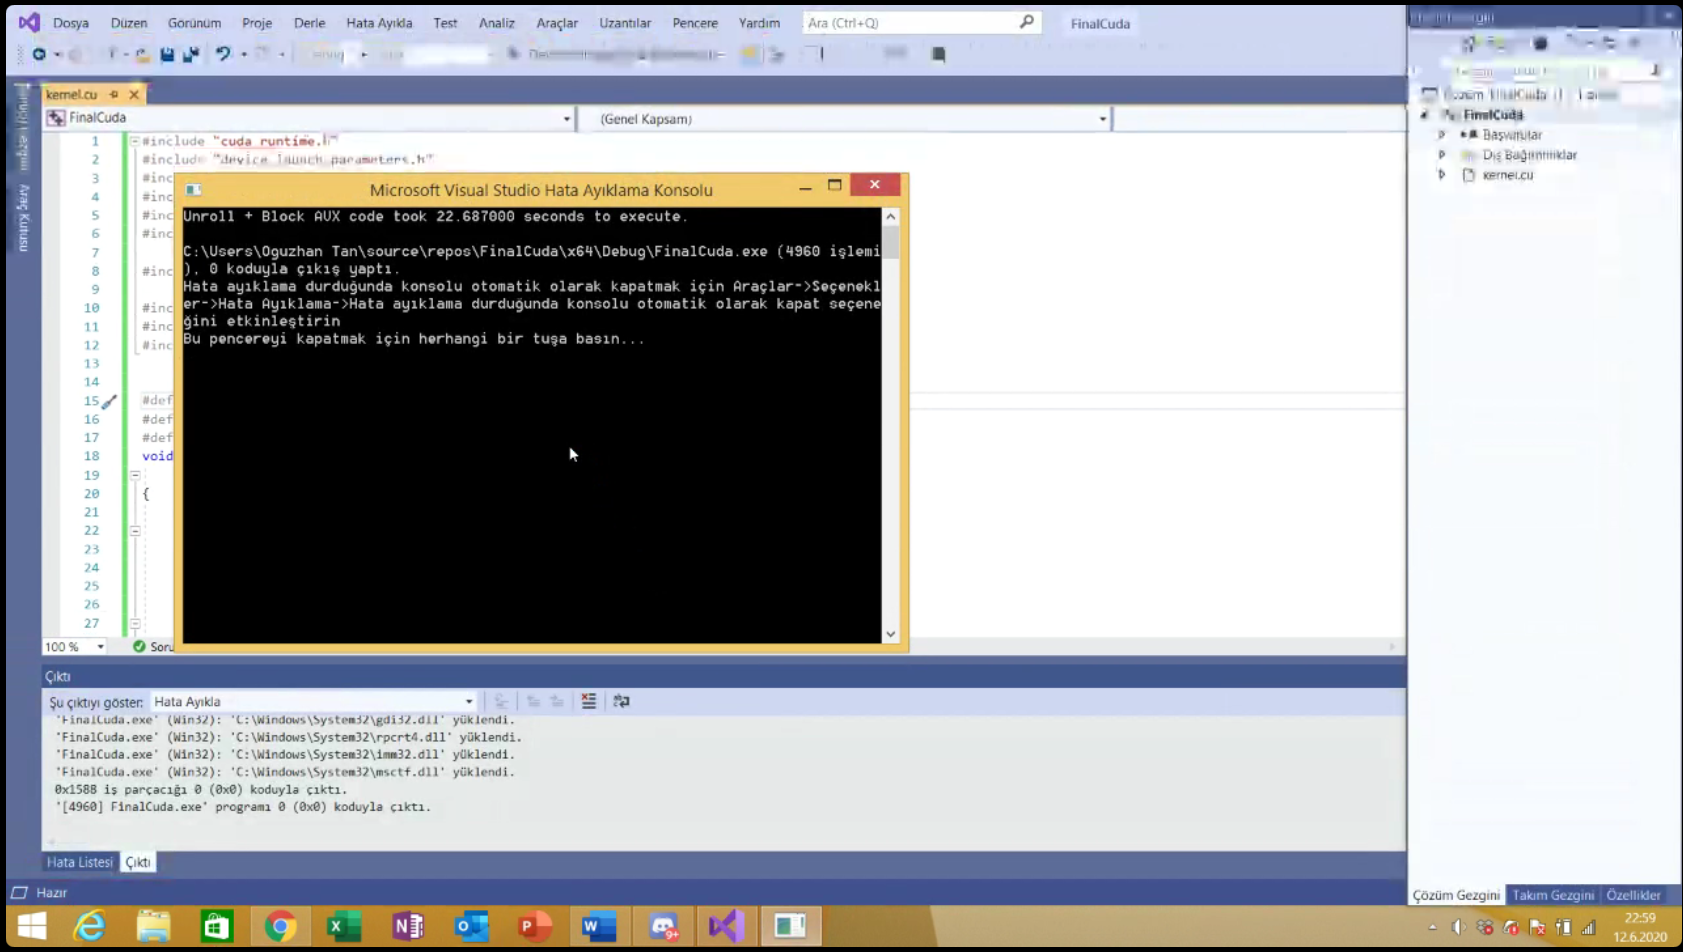 Dosya Düzen Görünüm Proje Derle Hata Ayıkla Test Analiz Araçlar Uzantılar Pencere Yardım Ara (Ctrl+Q) FinalCuda
kernel.cu
FinalCuda (Genel Kapsam)
Araç Kutusu
1 #include "cuda_runtime.h"
2 #include "device_launch_parameters.h"
3 #inc
4 #inc
5 #inc
6 #inc
7
8 #inc
9
10 #inc
11 #inc
12 #inc
13
14
15 #def
16 #def
17 #def
18 void
19
20 {
21
22
23
24
25
26
27
100 % Soru
Microsoft Visual Studio Hata Ayıklama Konsolu
Unroll + Block AUX code took 22.687000 seconds to execute.
C:\Users\Oguzhan Tan\source\repos\FinalCuda\x64\Debug\FinalCuda.exe (4960 işlemi
), 0 koduyla çıkış yaptı.
Hata ayıklama durduğunda konsolu otomatik olarak kapatmak için Araçlar->Seçenekl
er->Hata Ayıklama->Hata ayıklama durduğunda konsolu otomatik olarak kapat seçene
ğini etkinleştirin
Bu pencereyi kapatmak için herhangi bir tuşa basın...
Çıktı
Şu çıktıyı göster: Hata Ayıkla
'FinalCuda.exe' (Win32): 'C:\Windows\System32\gdi32.dll' yüklendi.
'FinalCuda.exe' (Win32): 'C:\Windows\System32\rpcrt4.dll' yüklendi.
'FinalCuda.exe' (Win32): 'C:\Windows\System32\imm32.dll' yüklendi.
'FinalCuda.exe' (Win32): 'C:\Windows\System32\msctf.dll' yüklendi.
0x1588 iş parçacığı 0 (0x0) koduyla çıktı.
'[4960] FinalCuda.exe' programı 0 (0x0) koduyla çıktı.
Hata Listesi Çıktı
Hazır
FinalCuda
Başvurular
Dış Bağımlılıklar
kernel.cu
Çözüm Gezgini Takım Gezgini Özellikler
22:59
12.6.2020